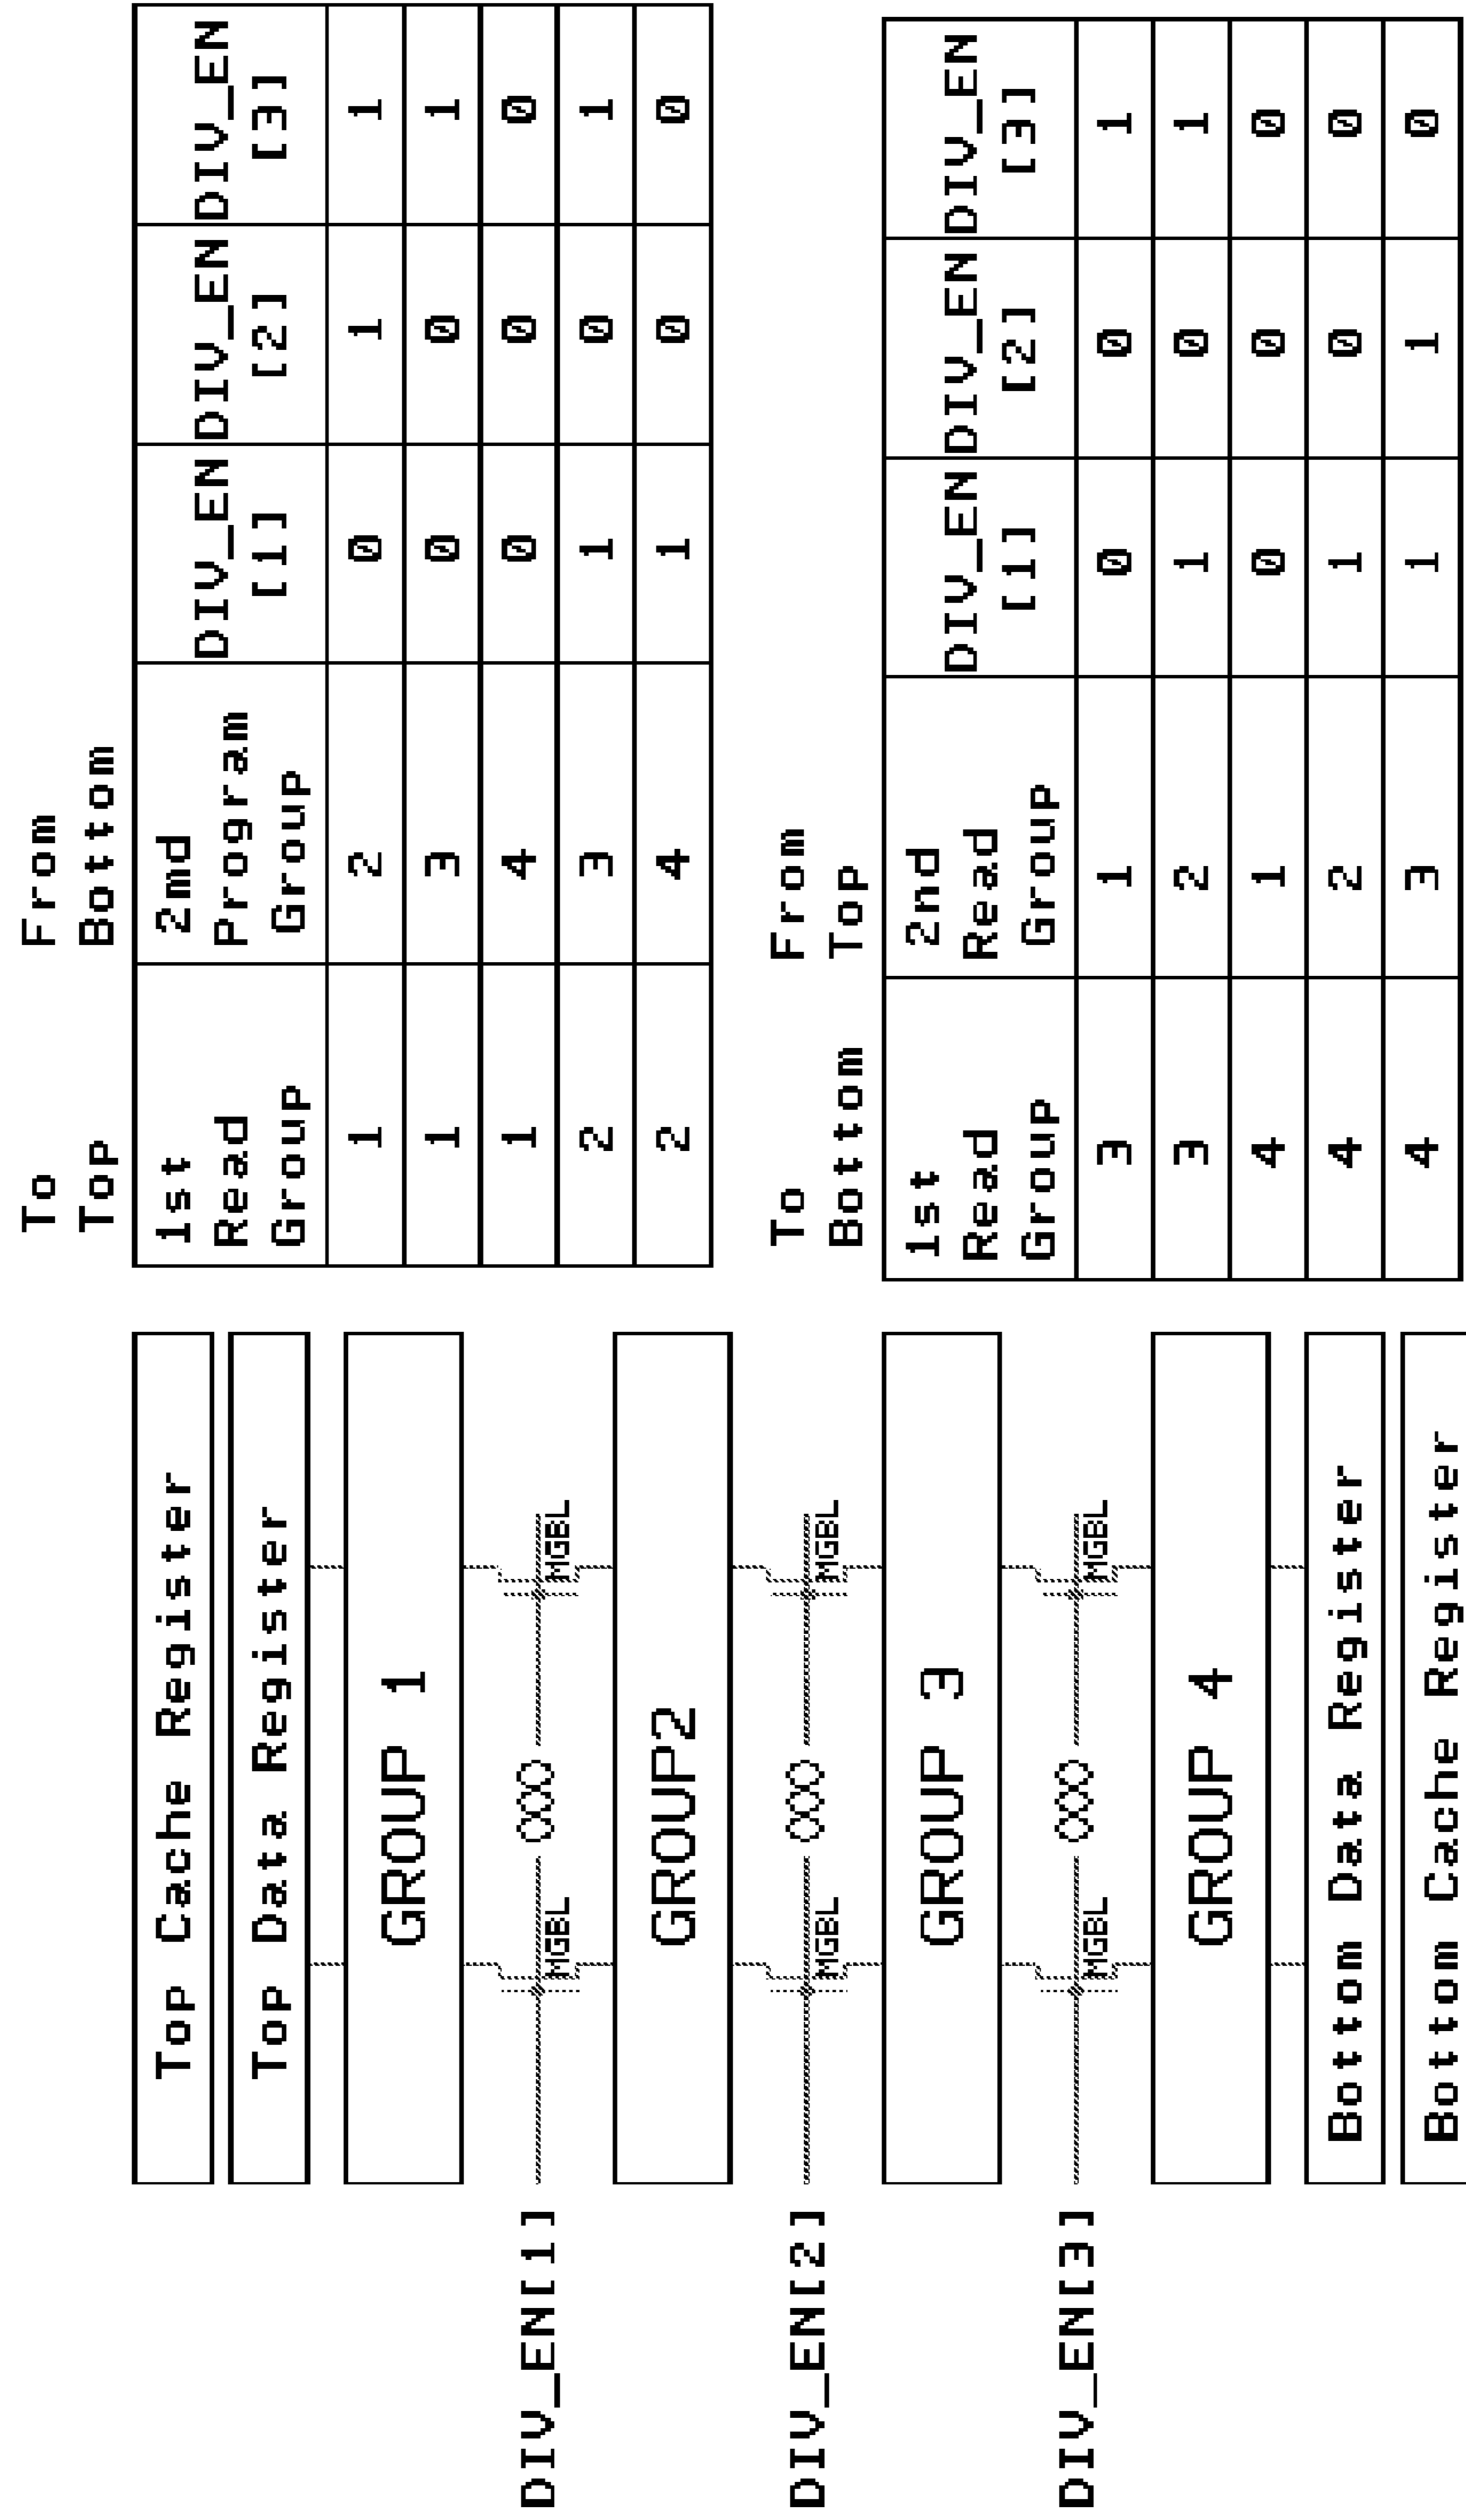 Top Cache Register
Top Data Register
GROUP 1
DIV_EN[1]
MGBL MGBL
GROUP2
DIV_EN[2]
MGBL MGBL
GROUP 3
DIV_EN[3]
MGBL MGBL
GROUP 4
Bottom Data Register
Bottom Cache Register
To From
Top Bottom
1st 2md
Read Program DIV_EN DIV_EN DIV_EN
Group Group [1] [2] [3]
1 2 0 1 1
1 3 0 0 1
1 4 0 0 0
2 3 1 0 1
2 4 1 0 0
To From
Bottom Top
1st 2nd
Read Read DIV_EN DIV_EN DIV_EN
Group Group [1] [2] [3]
3 1 0 0 1
3 2 1 0 1
4 1 0 0 0
4 2 1 0 0
4 3 1 1 0